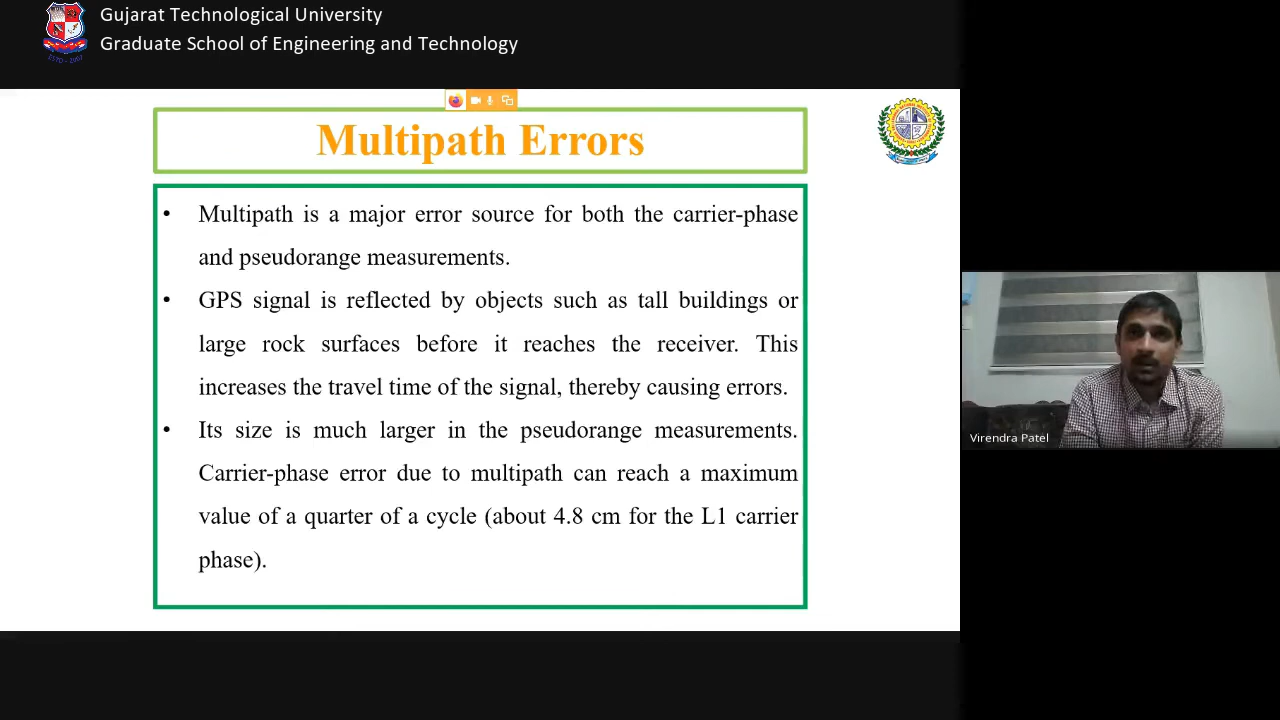 Gujarat Technological University
Graduate School of Engineering and Technology
ESTD - 2007
Multipath Errors
• Multipath is a major error source for both the carrier-phase
and pseudorange measurements.
• GPS signal is reflected by objects such as tall buildings or
large rock surfaces before it reaches the receiver. This
increases the travel time of the signal, thereby causing errors.
• Its size is much larger in the pseudorange measurements.
Carrier-phase error due to multipath can reach a maximum
value of a quarter of a cycle (about 4.8 cm for the L1 carrier
phase).
Virendra Patel